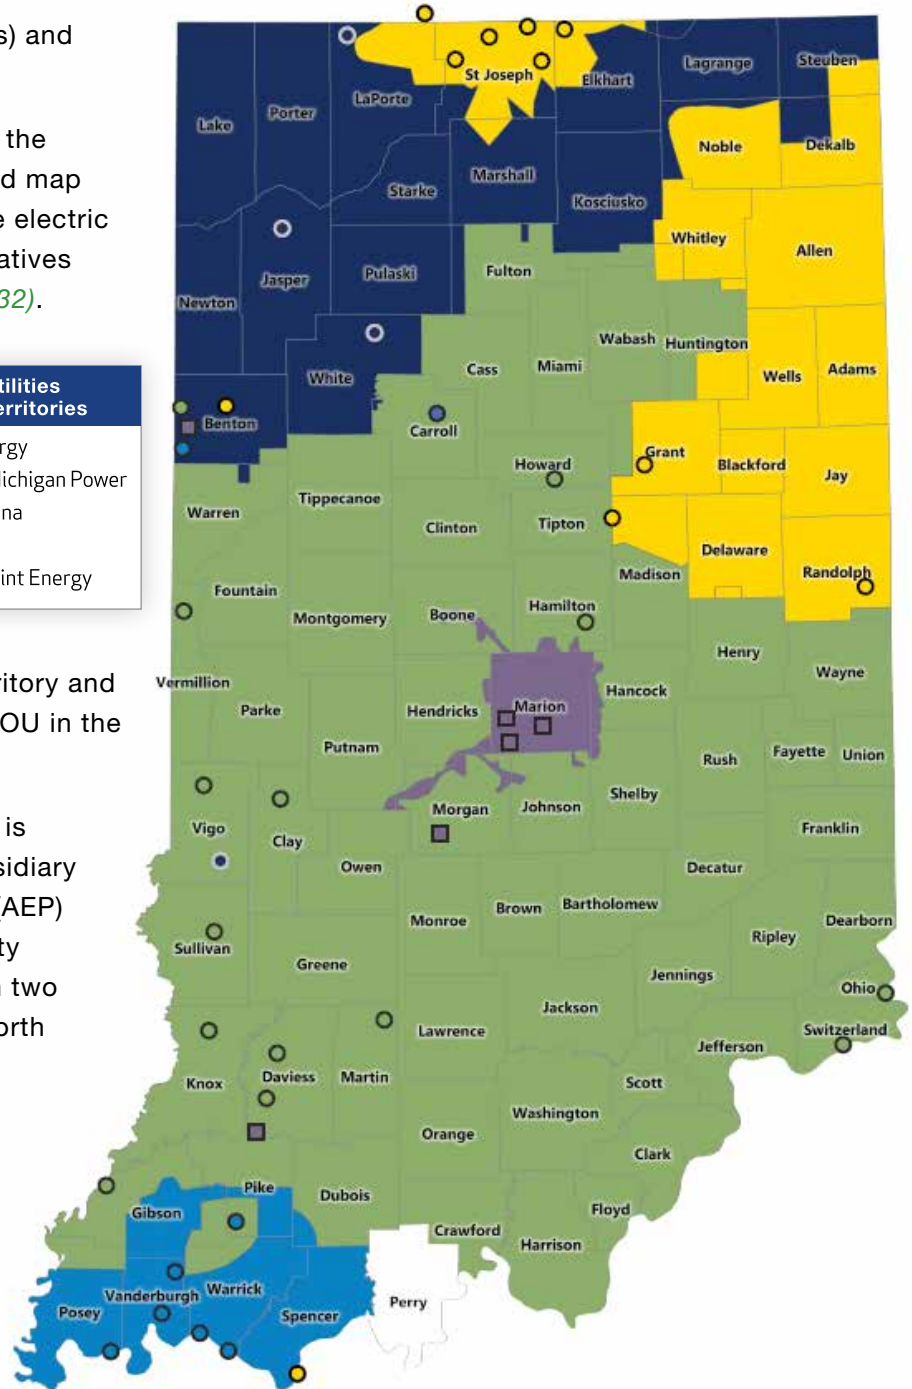 s) and
the
d map
e electric
atives
32).
tilities
erritories
rgy
lichigan Power
na
int Energy
ritory and
OU in the
is
sidiary
(AEP)
ty
n two
orth
St Joseph
Elkhart
Lagrange
Steuben
LaPorte
Porter
Lake
Noble
Dekalb
Marshall
Starke
Kosciusko
Whitley
Allen
Fulton
Pulaski
Jasper
Newton
Wabash
Huntington
Cass
Miami
White
Wells
Adams
Benton
Carroll
Grant
Howard
Blackford
Jay
Tippecanoe
Warren
Clinton
Tipton
Delaware
Madison
Randolph
Fountain
Montgomery
Boone
Hamilton
Henry
Wayne
Vermillion
Parke
Hendricks
Marion
Hancock
Putnam
Rush
Fayette
Union
Shelby
Morgan
Johnson
Vigo
Clay
Franklin
Owen
Decatur
Monroe
Brown
Bartholomew
Dearborn
Ripley
Sullivan
Greene
Jennings
Jackson
Ohio
Lawrence
Switzerland
Jefferson
Knox
Daviess
Martin
Scott
Washington
Orange
Clark
Pike
Dubois
Gibson
Floyd
Crawford
Harrison
Warrick
Vanderburgh
Posey
Spencer
Perry